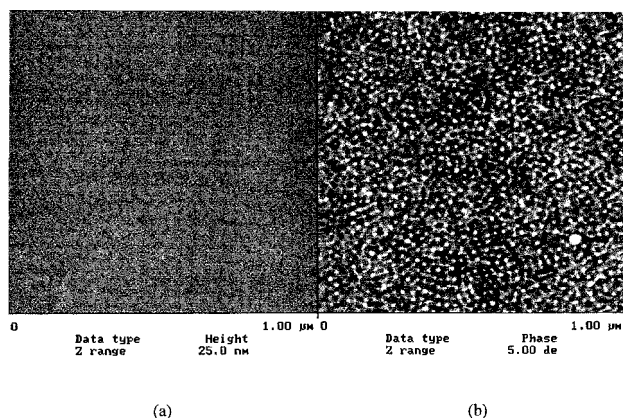 0 1.00 µm 0 1.00 µm
Data type Height Data type Phase
Z range 25.0 nm Z range 5.00 de
(a) (b)